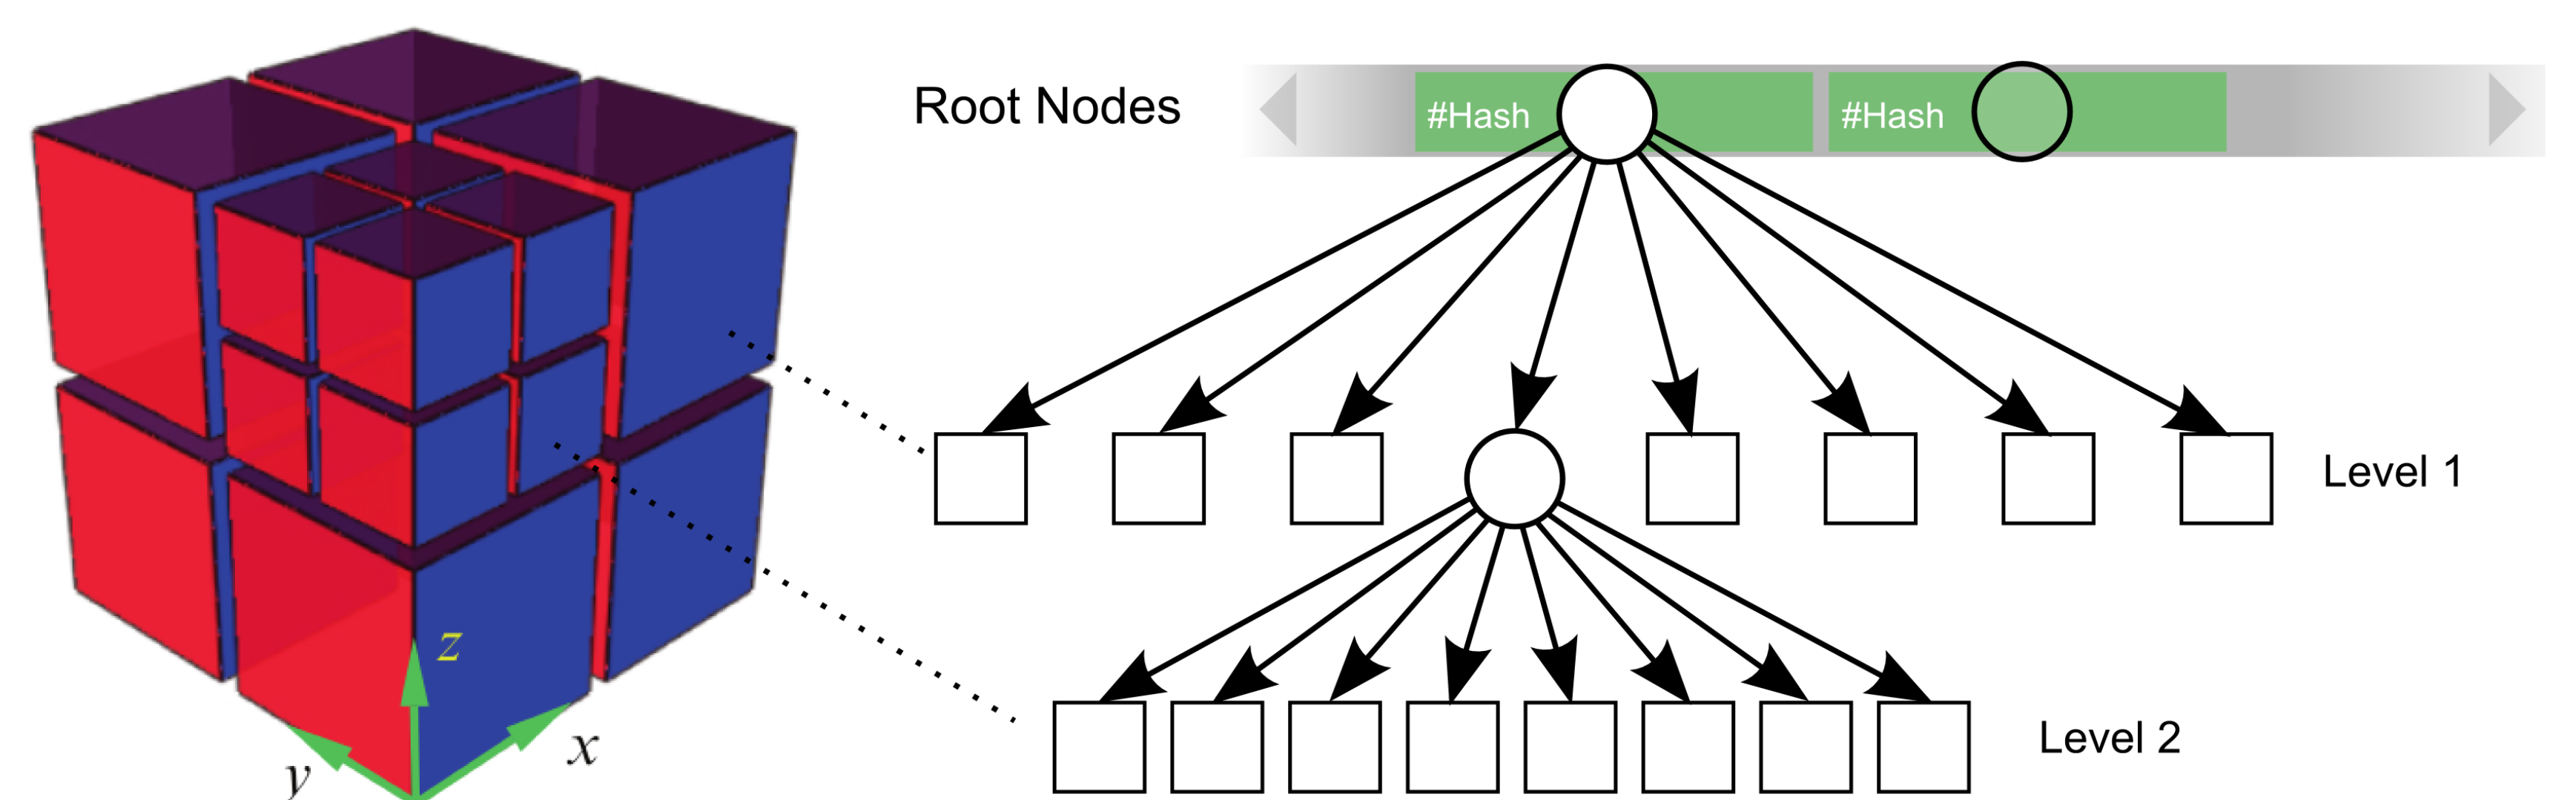 Root Nodes
#Hash
#Hash
Level 1
z
x
y
Level 2